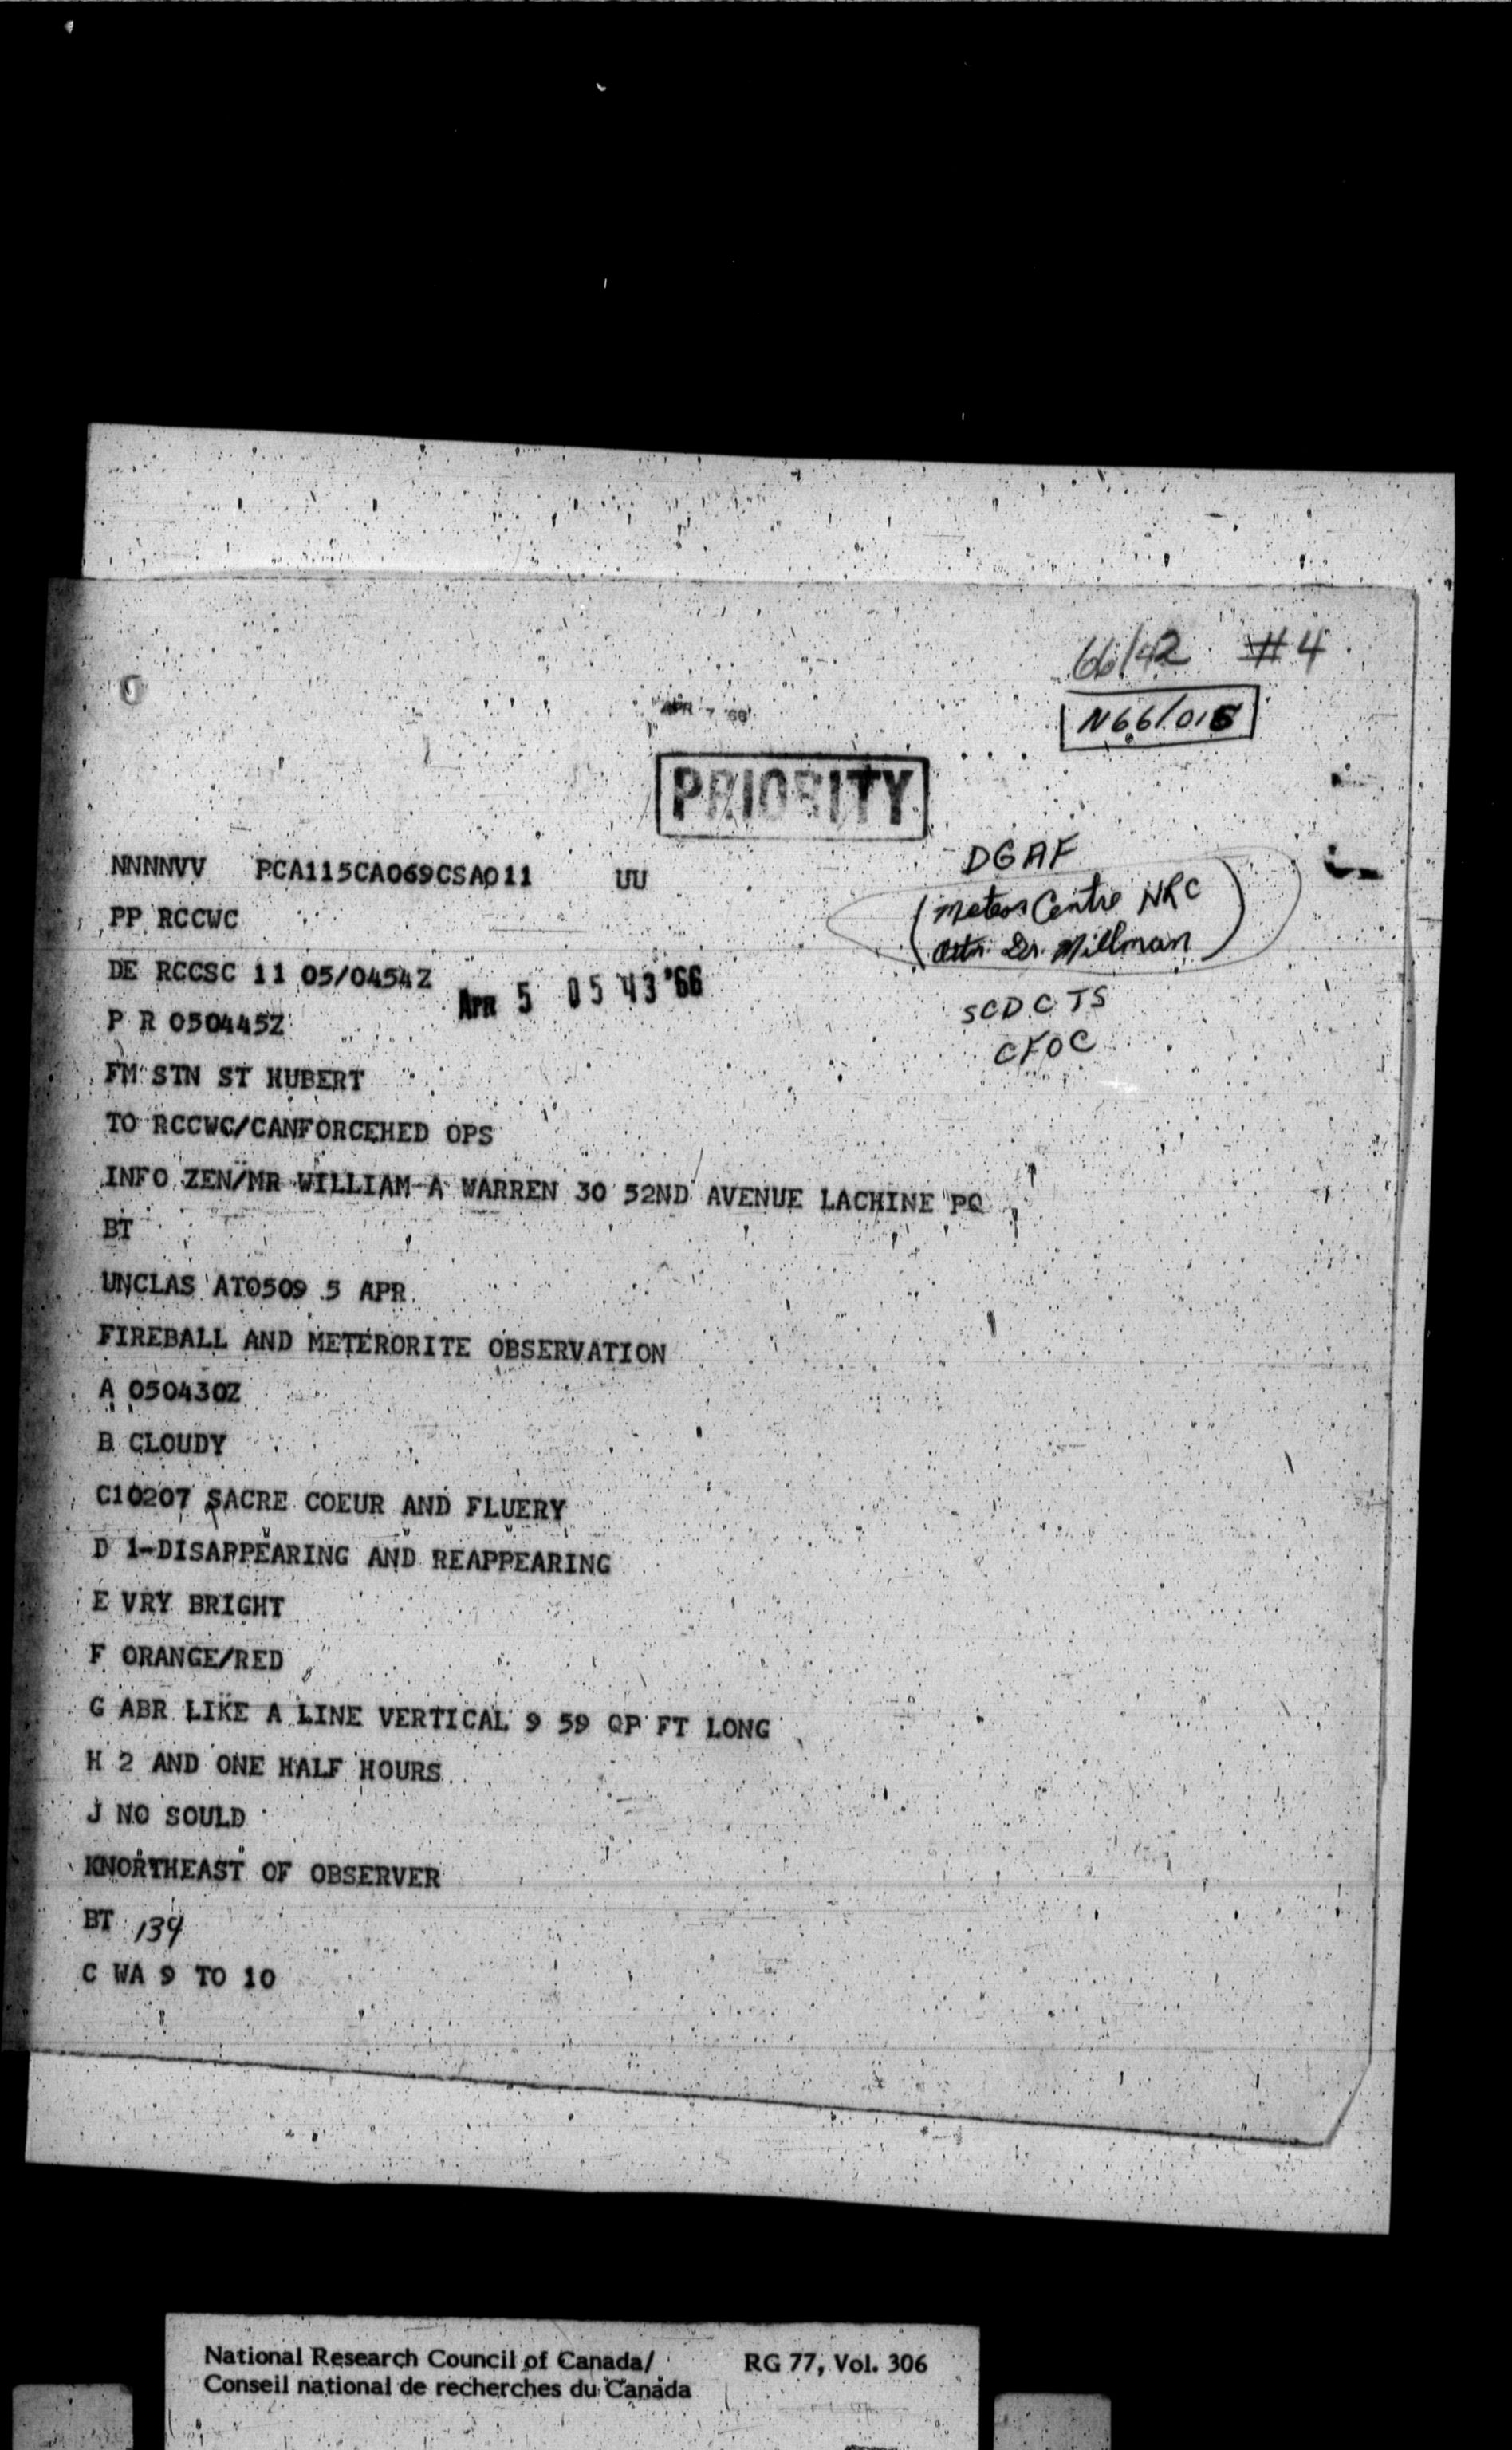 66/42 #4
N66/015
APR 7 66
PRIORITY
DGAF
NNNNVV PCA115CA069CSA011 UU
(Meteor Centre NRC
PP RCCWC
Attn. Dr. Millman)
DE RCCSC 11 05/0454Z
APR 5 05 43 '66
SCDCTS
P R 050445Z
CFOC
FM STN ST HUBERT
TO RCCWC/CANFORCEHED OPS
INFO ZEN/MR WILLIAM A WARREN 30 52ND AVENUE LACHINE PQ
BT
UNCLAS AT0509 5 APR
FIREBALL AND METERORITE OBSERVATION
A 050430Z
B CLOUDY
C10207 SACRE COEUR AND FLUERY
D 1-DISAPPEARING AND REAPPEARING
E VRY BRIGHT
F ORANGE/RED
G ABR LIKE A LINE VERTICAL 9 59 QP FT LONG
H 2 AND ONE HALF HOURS
J NO SOULD
KNORTHEAST OF OBSERVER
BT 134
C WA 9 TO 10
National Research Council of Canada/ RG 77, Vol. 306
Conseil national de recherches du Canada